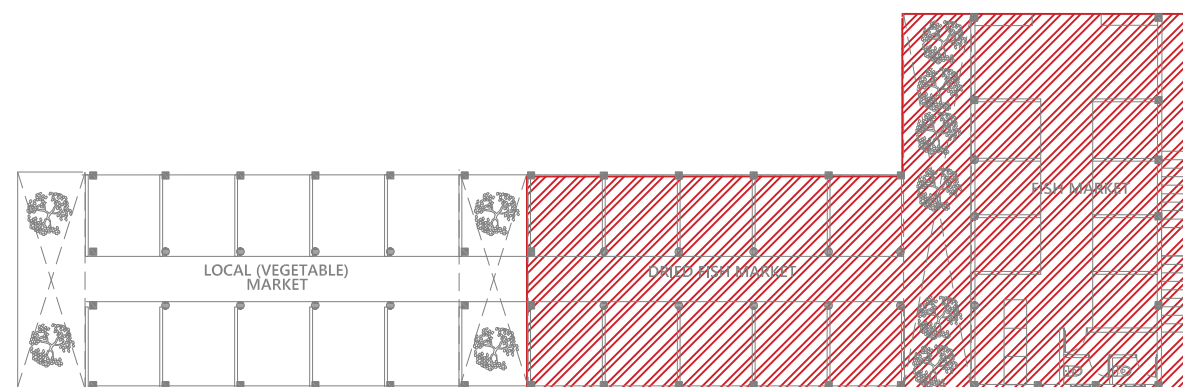 LOCAL (VEGETABLE)
MARKET
DRIED FISH MARKET
FISH MARKET